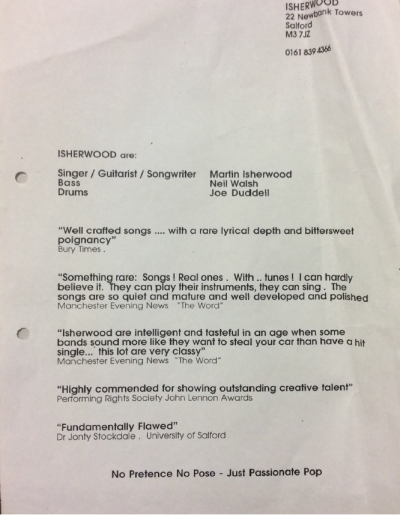 ISHERWOOD
22 Newbank Towers
Salford
M3 7JZ
0161 839 4366
ISHERWOOD are:
Singer / Guitarist / Songwriter Martin Isherwood
Bass Neil Walsh
Drums Joe Duddell
"Well crafted songs .... with a rare lyrical depth and bittersweet
poignancy"
Bury Times .
"Something rare: Songs ! Real ones . With .. tunes ! I can hardly
believe it. They can play their instruments, they can sing . The
songs are so quiet and mature and well developed and polished
Manchester Evening News "The Word"
"Isherwood are intelligent and tasteful in an age when some
bands sound more like they want to steal your car than have a hit
single... this lot are very classy"
Manchester Evening News "The Word"
"Highly commended for showing outstanding creative talent"
Performing Rights Society John Lennon Awards
"Fundamentally Flawed"
Dr Jonty Stockdale . University of Salford
No Pretence No Pose - Just Passionate Pop